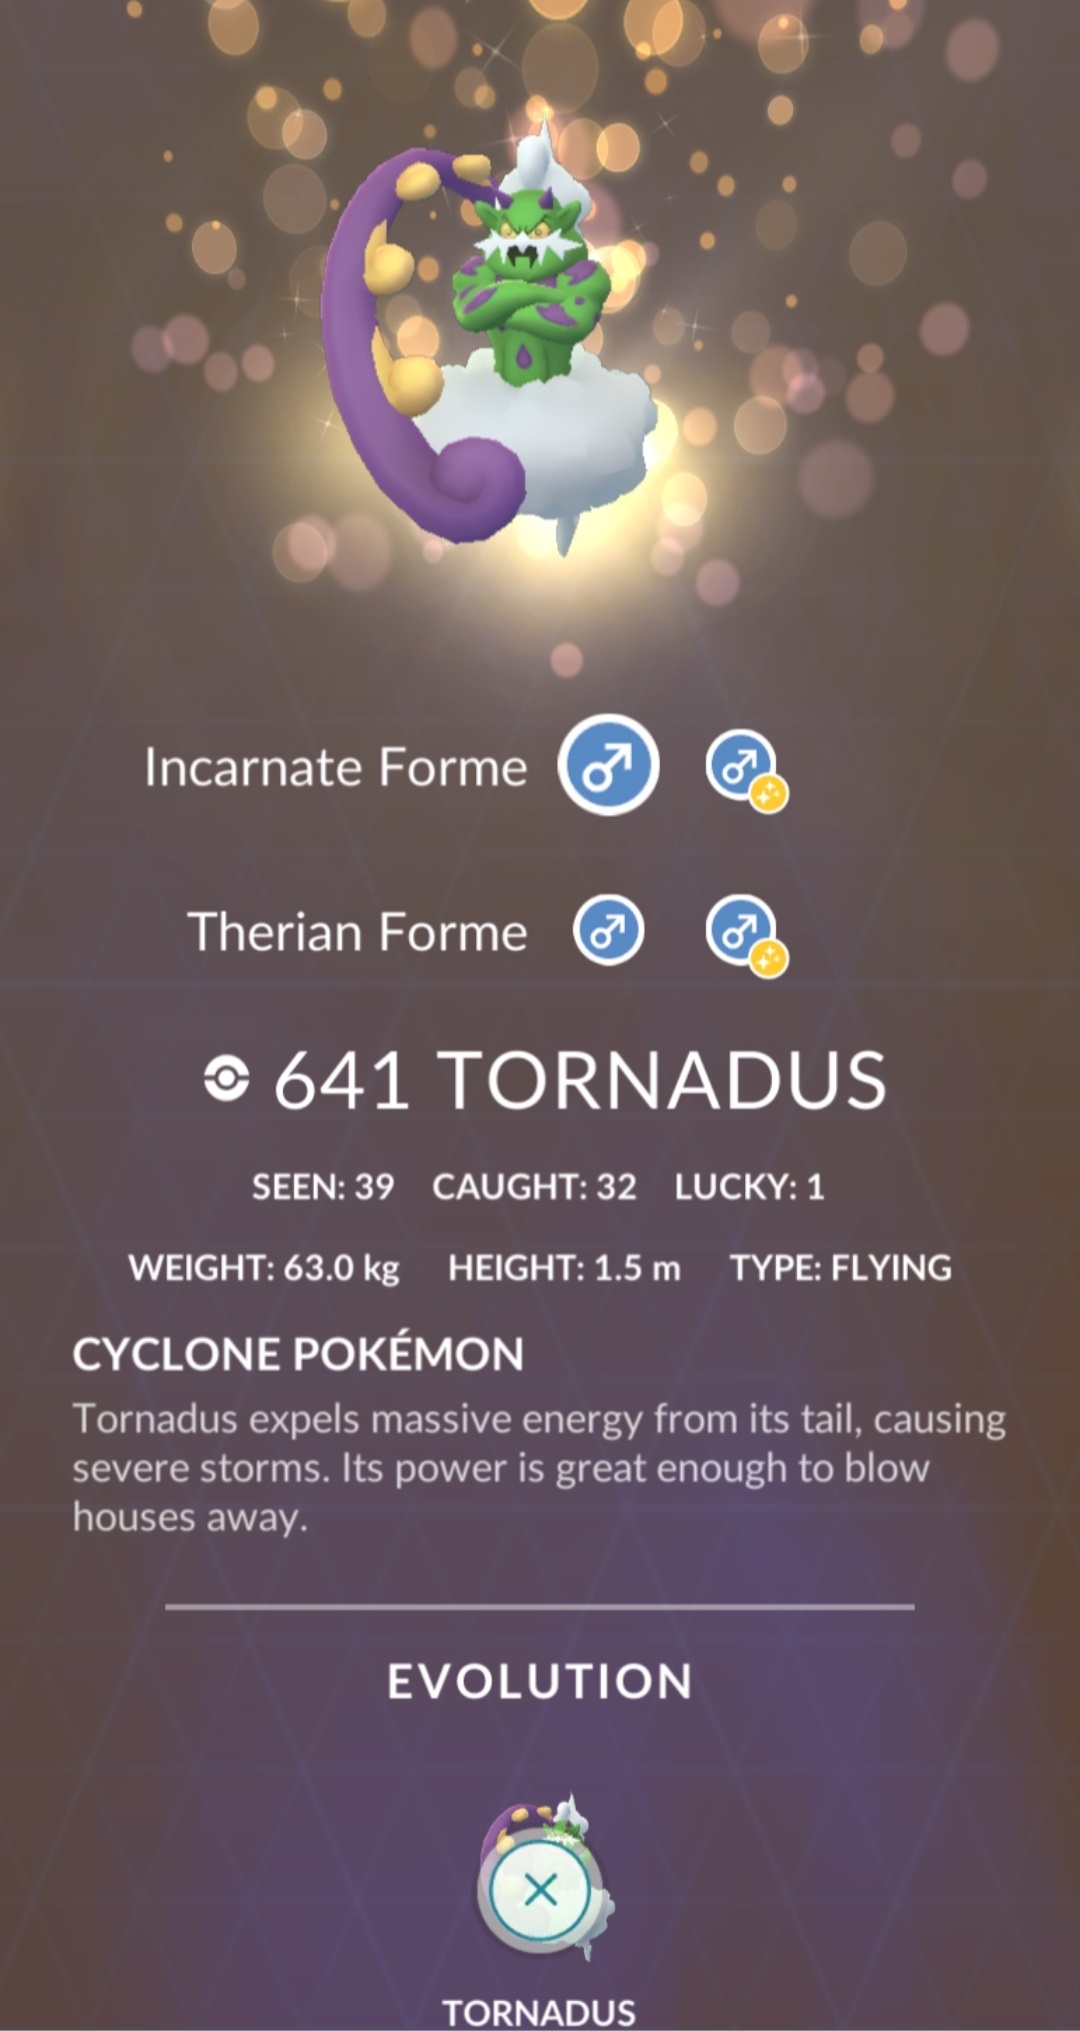 Incarnate Forme
Therian Forme
641 TORNADUS
SEEN: 39 CAUGHT: 32 LUCKY: 1
WEIGHT: 63.0 kg HEIGHT: 1.5 m TYPE: FLYING
CYCLONE POKÉMON
Tornadus expels massive energy from its tail, causing
severe storms. Its power is great enough to blow
houses away.
EVOLUTION
TORNADUS